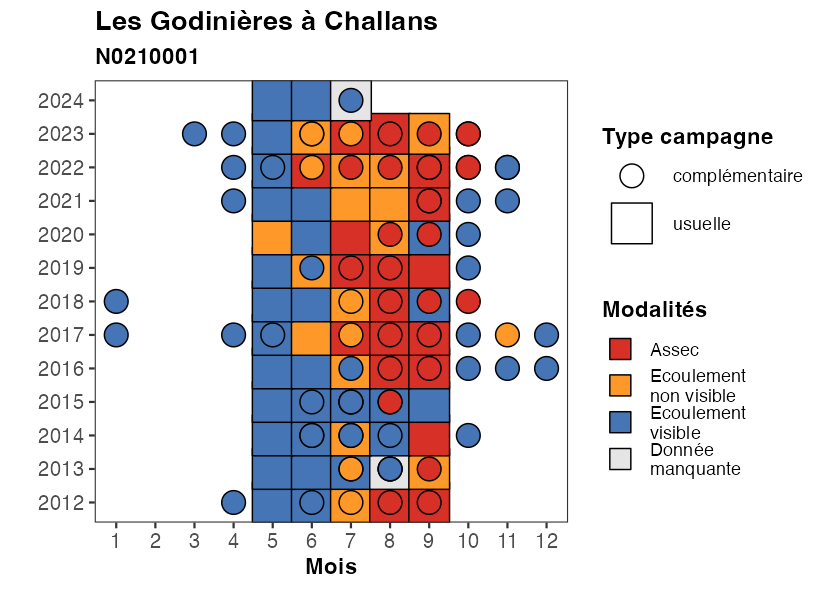 Les Godinières à Challans
N0210001
2024
2023
2022
2021
2020
2019
2018
2017
2016
2015
2014
2013
2012
1 2 3 4 5 6 7 8 9 10 11 12
Mois
Type campagne
complémentaire
usuelle
Modalités
Assec
Ecoulement
non visible
Ecoulement
visible
Donnée
manquante